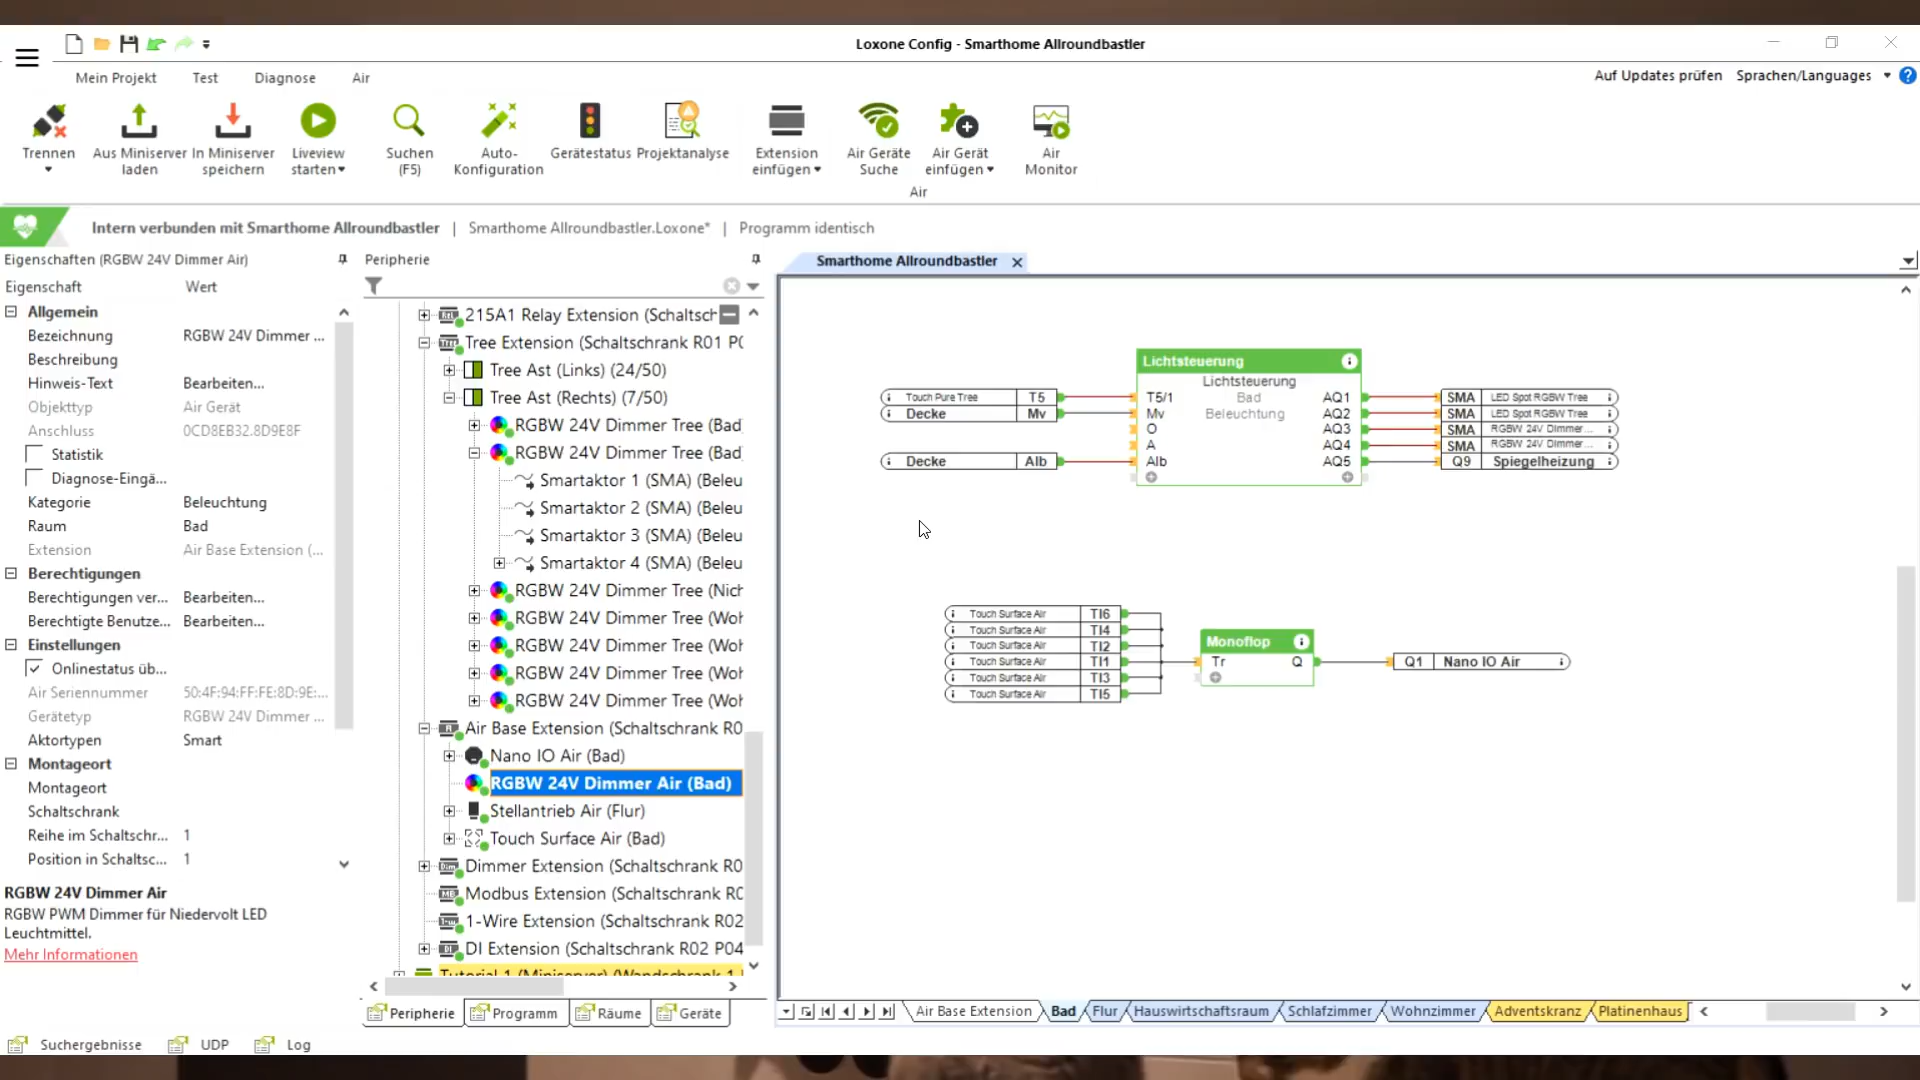 Loxone Config - Smarthome Allroundbastler
Mein Projekt Test Diagnose Air
Auf Updates prüfen Sprachen/Languages
Trennen
Aus Miniserver laden
In Miniserver speichern
Liveview starten
Suchen (F5)
Auto-Konfiguration
Gerätestatus
Projektanalyse
Extension einfügen
Air Geräte Suche
Air Gerät einfügen
Air Monitor
Air
Intern verbunden mit Smarthome Allroundbastler | Smarthome Allroundbastler.Loxone* | Programm identisch
Eigenschaften (RGBW 24V Dimmer Air)
Eigenschaft Wert
Allgemein
Bezeichnung RGBW 24V Dimmer ...
Beschreibung
Hinweis-Text Bearbeiten...
Objekttyp Air Gerät
Anschluss 0CD8EB32.8D9E8F
Statistik
Diagnose-Eingä...
Kategorie Beleuchtung
Raum Bad
Extension Air Base Extension (...
Berechtigungen
Berechtigungen ver... Bearbeiten...
Berechtigte Benutze... Bearbeiten...
Einstellungen
Onlinestatus üb...
Air Seriennummer 50:4F:94:FF:FE:8D:9E:...
Gerätetyp RGBW 24V Dimmer ...
Aktortypen Smart
Montageort
Montageort
Schaltschrank
Reihe im Schaltschr... 1
Position in Schaltsc... 1
RGBW 24V Dimmer Air
RGBW PWM Dimmer für Niedervolt LED
Leuchtmittel.
Mehr Informationen
Peripherie
215A1 Relay Extension (Schaltsch
Tree Extension (Schaltschrank R01 P0
Tree Ast (Links) (24/50)
Tree Ast (Rechts) (7/50)
RGBW 24V Dimmer Tree (Bad
RGBW 24V Dimmer Tree (Bad
Smartaktor 1 (SMA) (Beleu
Smartaktor 2 (SMA) (Beleu
Smartaktor 3 (SMA) (Beleu
Smartaktor 4 (SMA) (Beleu
RGBW 24V Dimmer Tree (Nich
RGBW 24V Dimmer Tree (Woh
RGBW 24V Dimmer Tree (Woh
RGBW 24V Dimmer Tree (Woh
RGBW 24V Dimmer Tree (Woh
Air Base Extension (Schaltschrank R0
Nano IO Air (Bad)
RGBW 24V Dimmer Air (Bad)
Stellantrieb Air (Flur)
Touch Surface Air (Bad)
Dimmer Extension (Schaltschrank R0
Modbus Extension (Schaltschrank R0
1-Wire Extension (Schaltschrank R02
DI Extension (Schaltschrank R02 P04
Tutorial 1 (Miniserver) (Wandschrank 1
Peripherie Programm Räume Geräte
Smarthome Allroundbastler
Lichtsteuerung
Lichtsteuerung
Bad
Beleuchtung
Touch Pure Tree T5 T5/1 AQ1 SMA LED Spot RGBW Tree
Decke Mv Mv AQ2 SMA LED Spot RGBW Tree
O AQ3 SMA RGBW 24V Dimmer...
A AQ4 SMA RGBW 24V Dimmer...
Decke Alb Alb AQ5 Q9 Spiegelheizung
Touch Surface Air TI6
Touch Surface Air TI4
Touch Surface Air TI2
Touch Surface Air TI1
Touch Surface Air TI3
Touch Surface Air TI5
Monoflop
Tr Q
Q1 Nano IO Air
Air Base Extension Bad Flur Hauswirtschaftsraum Schlafzimmer Wohnzimmer Adventskranz Platinenhaus
Suchergebnisse UDP Log